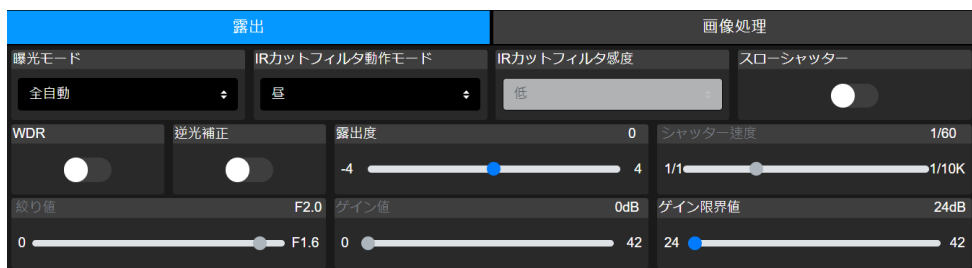 露出 画像処理
曝光モード IRカットフィルタ動作モード IRカットフィルタ感度 スローシャッター
全自動 昼 低
WDR 逆光補正 露出度 0 シャッター速度 1/60
-4 4 1/1 1/10K
絞り値 F2.0 ゲイン値 0dB ゲイン限界値 24dB
0 F1.6 0 42 24 42